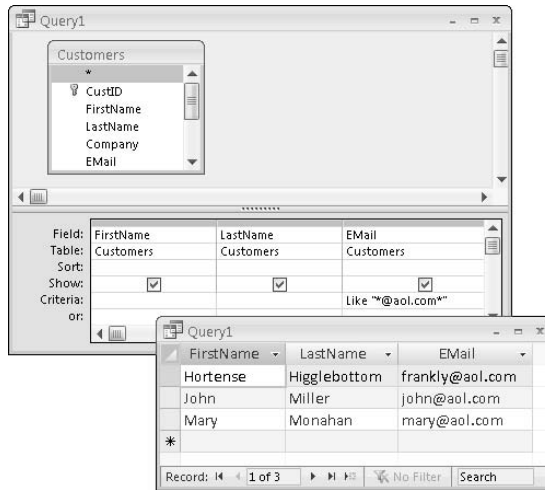 Query1
Customers
*
CustID
FirstName
LastName
Company
EMail
Field: FirstName LastName EMail
Table: Customers Customers Customers
Sort:
Show:
Criteria: Like "*@aol.com*"
or:
Query1
FirstName LastName EMail
Hortense Higglebottom frankly@aol.com
John Miller john@aol.com
Mary Monahan mary@aol.com
*
Record: 1 of 3 No Filter Search